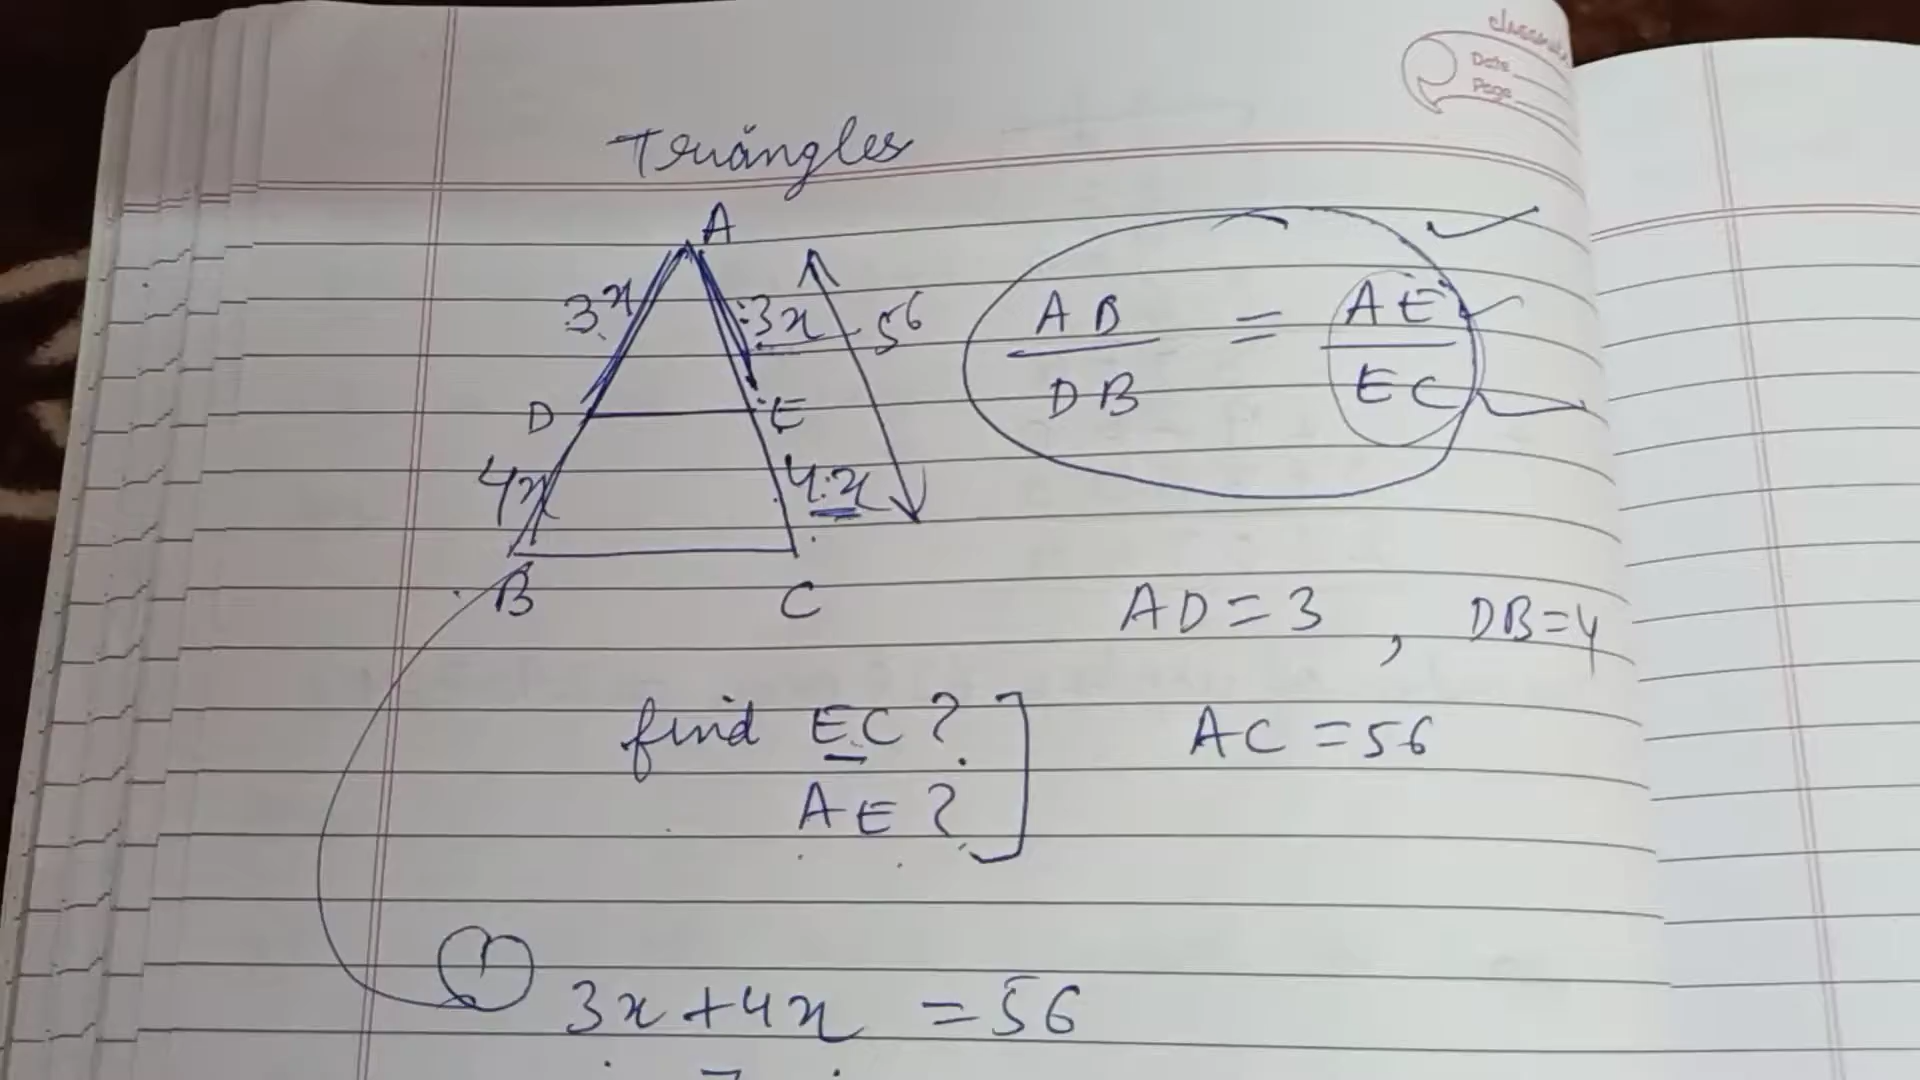 classmate
Date
Page
Triangles
A
3x
3x
56
AB = AE
DB EC
D
E
4x
4x
B
C
AD = 3 , DB = 4
find EC?
AC = 56
AE?
1
3x + 4x = 56